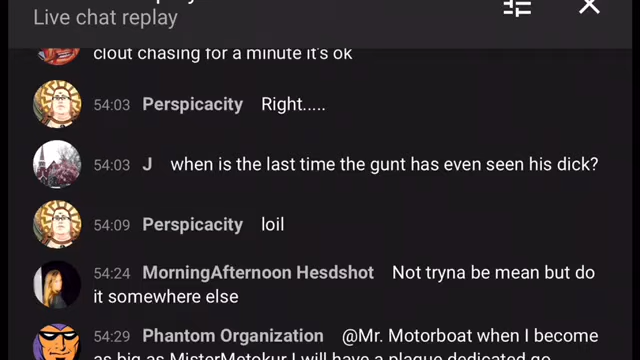 Live chat replay
clout chasing for a minute it's ok
54:03 Perspicacity Right.....
54:03 J when is the last time the gunt has even seen his dick?
54:09 Perspicacity loil
54:24 MorningAfternoon Hesdshot Not tryna be mean but do
it somewhere else
54:29 Phantom Organization @Mr. Motorboat when I become
as big as MisterMetokur I will have a plaque dedicated go